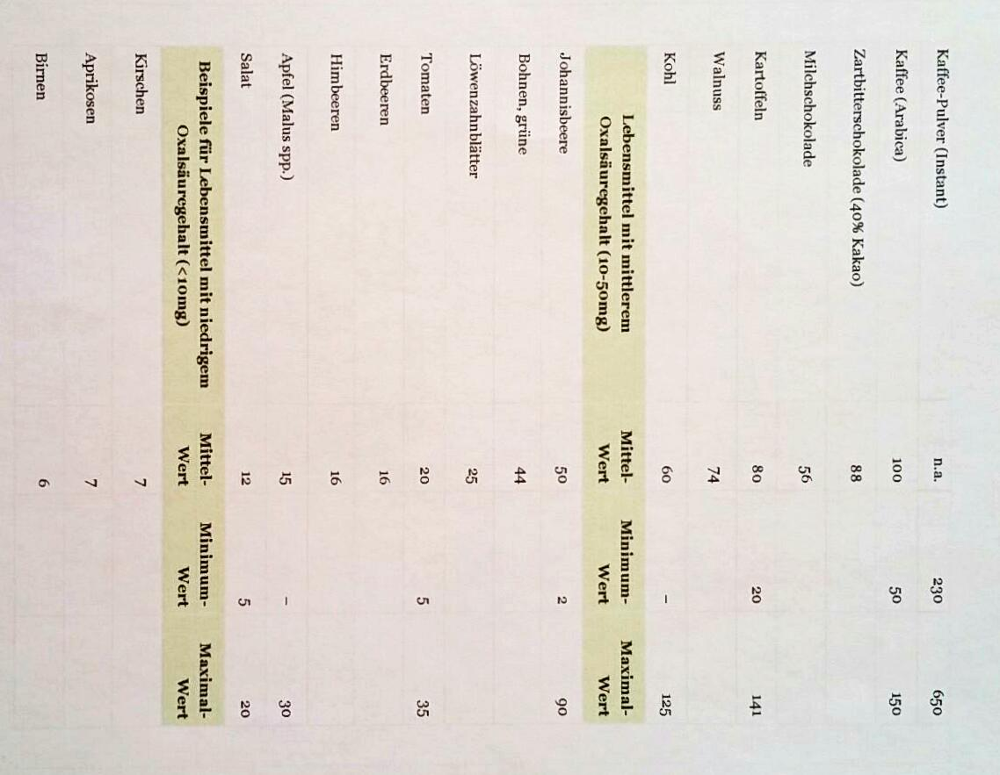 Kaffee-Pulver (Instant) n.a. 230 650
Kaffee (Arabica) 100 50 150
Zartbitterschokolade (40% Kakao) 88
Milchschokolade 56
Kartoffeln 80 20 141
Walnuss 74
Kohl 60 – 125
Lebensmittel mit mittlerem Mittel- Minimum- Maximal-
Oxalsäuregehalt (10-50mg) Wert Wert Wert
Johannisbeere 50 2 90
Bohnen, grüne 44
Löwenzahnblätter 25
Tomaten 20 5 35
Erdbeeren 16
Himbeeren 16
Apfel (Malus spp.) 15 – 30
Salat 12 5 20
Beispiele für Lebensmittel mit niedrigem Mittel- Minimum- Maximal-
Oxalsäuregehalt (<10mg) Wert Wert Wert
Kirschen 7
Aprikosen 7
Birnen 6